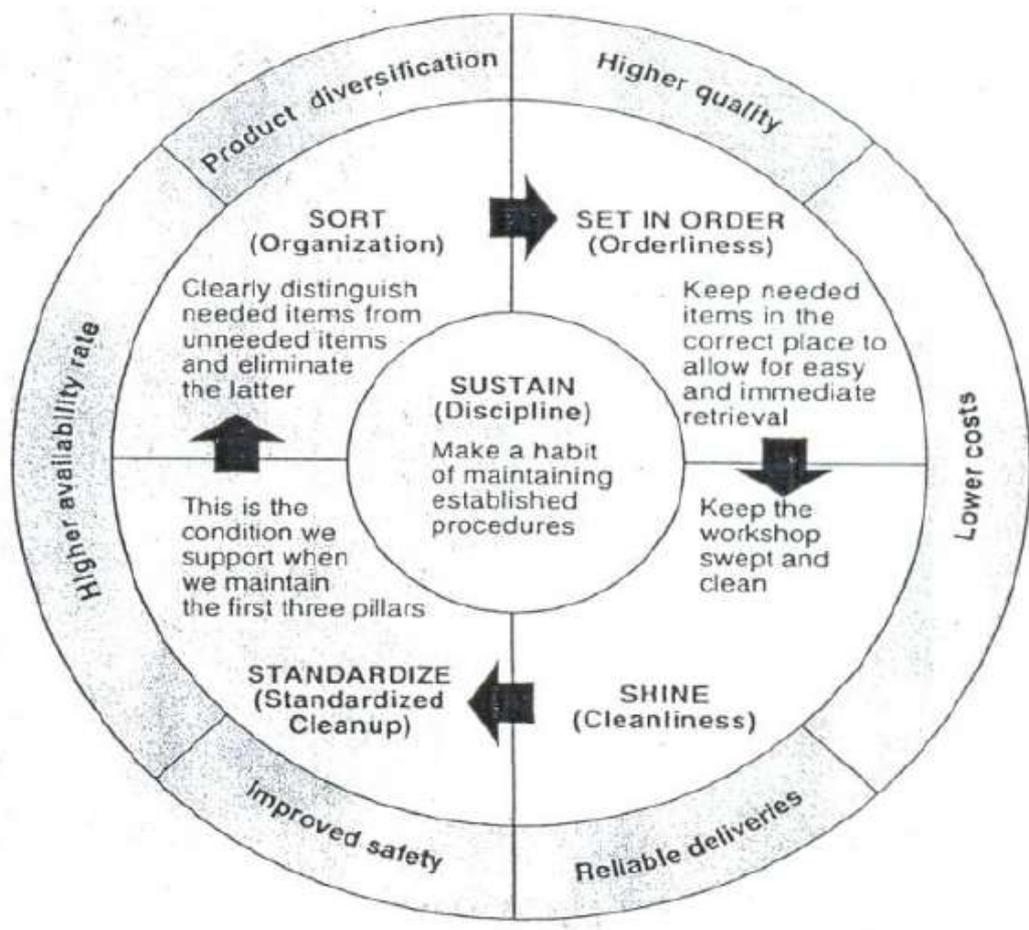 Product diversification
Higher quality
Lower costs
Reliable deliveries
Improved safety
Higher availability rate
SORT
(Organization)
Clearly distinguish
needed items from
unneeded items
and eliminate
the latter
SET IN ORDER
(Orderliness)
Keep needed
items in the
correct place to
allow for easy
and immediate
retrieval
SUSTAIN
(Discipline)
Make a habit
of maintaining
established
procedures
Keep the
workshop
swept and
clean
SHINE
(Cleanliness)
This is the
condition we
support when
we maintain
the first three pillars
STANDARDIZE
(Standardized
Cleanup)